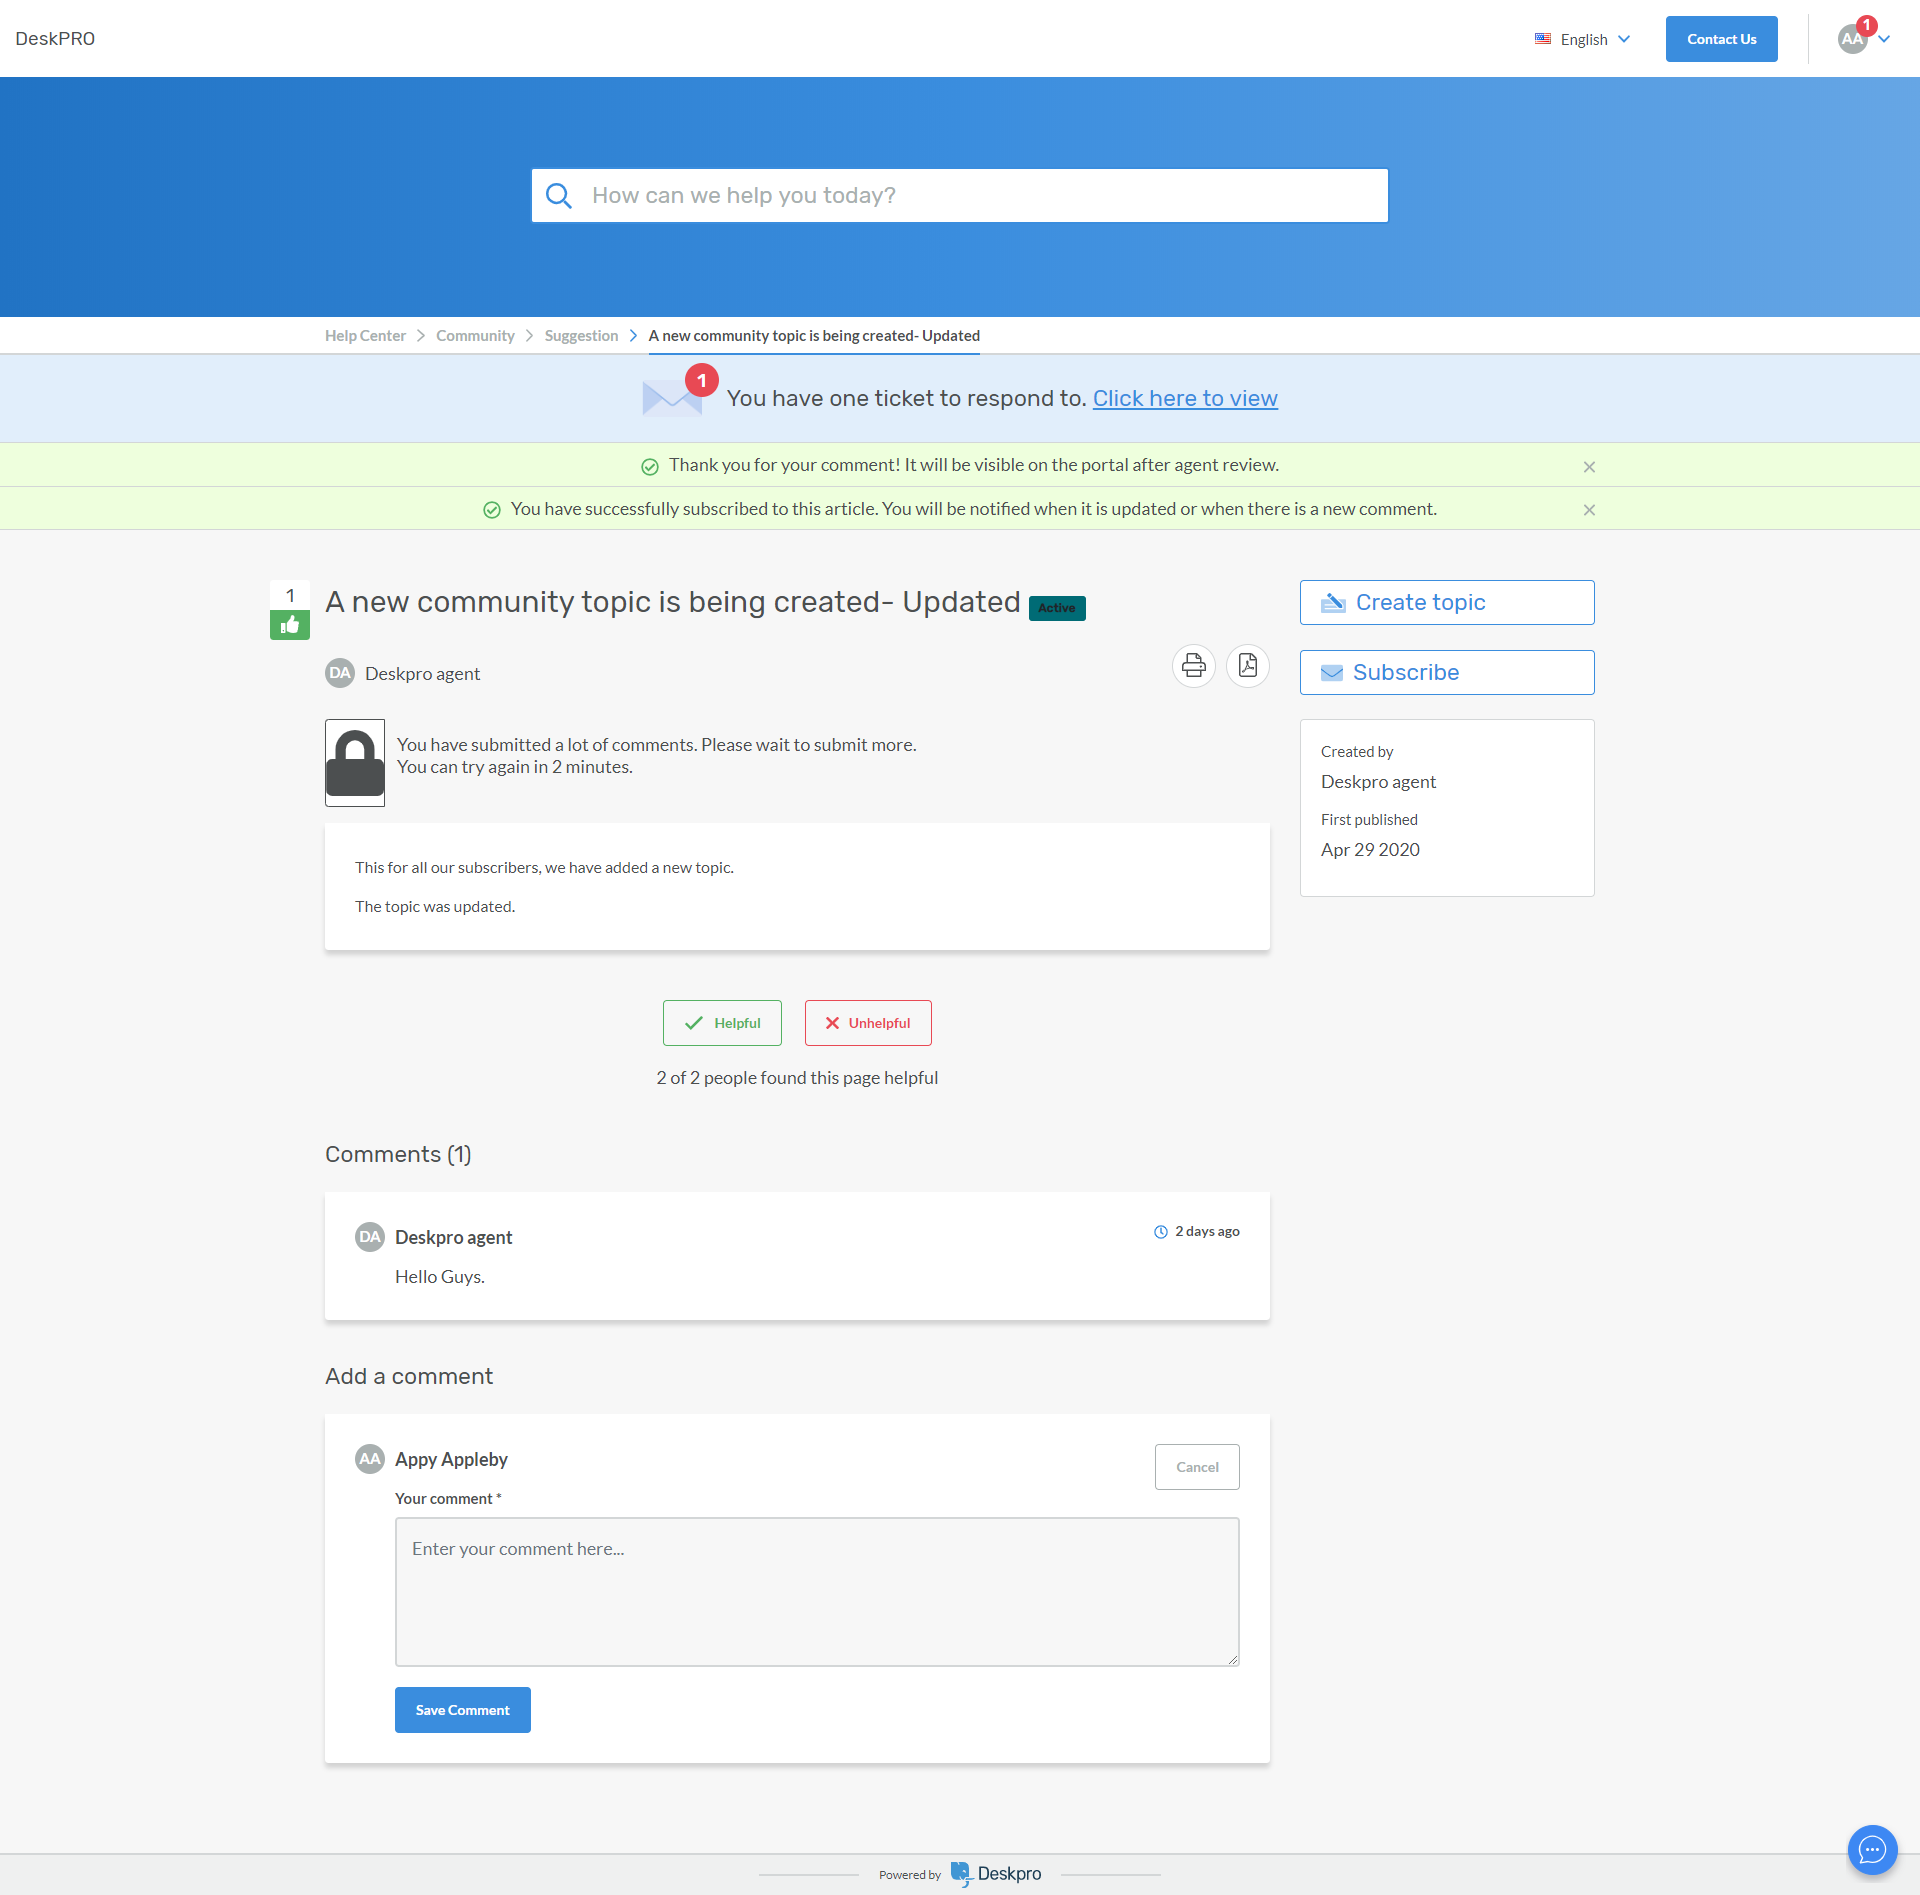 DeskPRO
English
Contact Us
AA
1
How can we help you today?
Help Center
Community
Suggestion
A new community topic is being created- Updated
1
You have one ticket to respond to. Click here to view
Thank you for your comment! It will be visible on the portal after agent review.
You have successfully subscribed to this article. You will be notified when it is updated or when there is a new comment.
1
A new community topic is being created- Updated
Active
DA
Deskpro agent
You have submitted a lot of comments. Please wait to submit more.
You can try again in 2 minutes.
This for all our subscribers, we have added a new topic.
The topic was updated.
Create topic
Subscribe
Created by
Deskpro agent
First published
Apr 29 2020
Helpful
Unhelpful
2 of 2 people found this page helpful
Comments (1)
DA
Deskpro agent
2 days ago
Hello Guys.
Add a comment
AA
Appy Appleby
Cancel
Your comment *
Enter your comment here...
Save Comment
Powered by
Deskpro